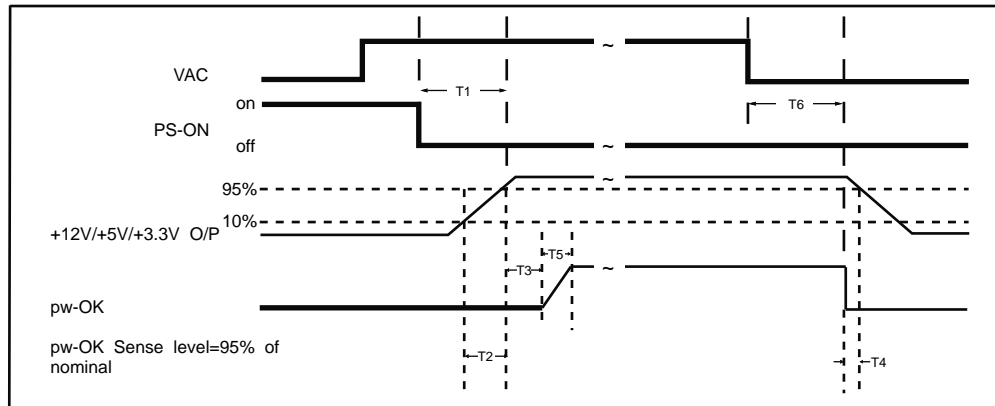 ~
VAC
T1
T6
on
PS-ON
off
~
~
95%
10%
+12V/+5V/+3.3V O/P
T5
T3
~
pw-OK
pw-OK Sense level=95% of
nominal
T2
T4